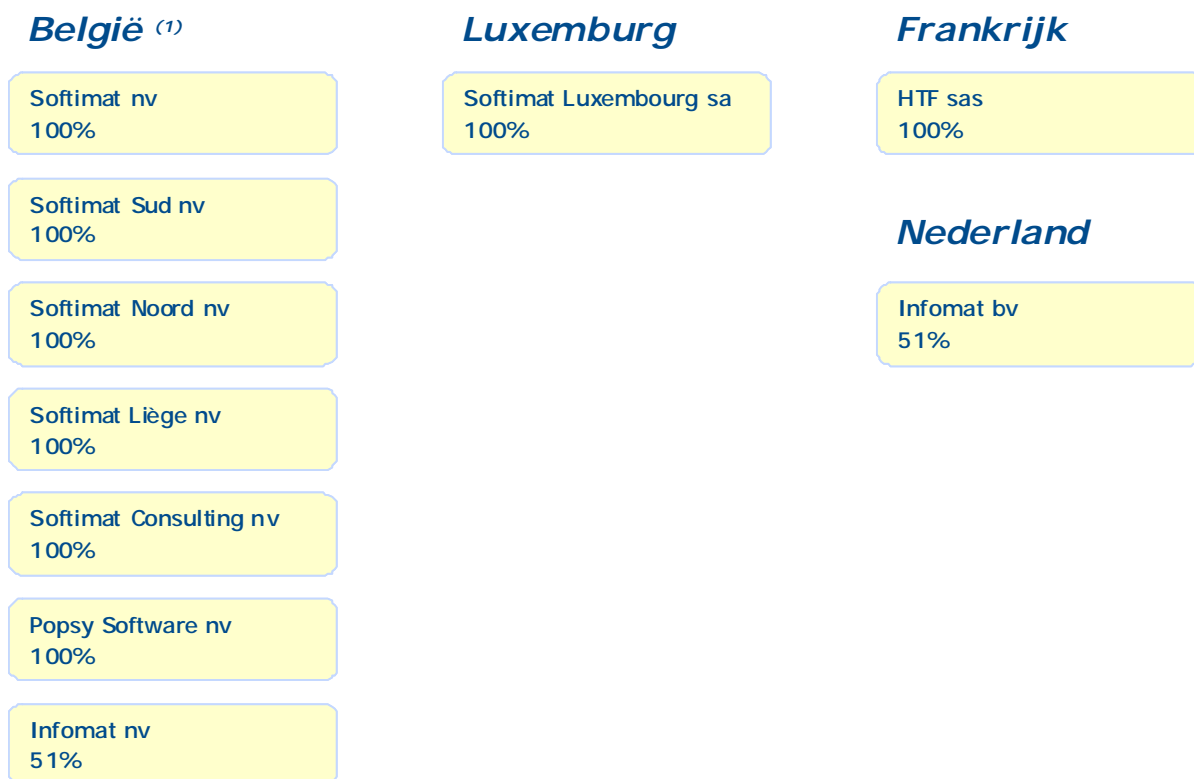 België (1)
Softimat nv
100%
Softimat Sud nv
100%
Softimat Noord nv
100%
Softimat Liège nv
100%
Softimat Consulting nv
100%
Popsy Software nv
100%
Infomat nv
51%
Luxemburg
Softimat Luxembourg sa
100%
Frankrijk
HTF sas
100%
Nederland
Infomat bv
51%